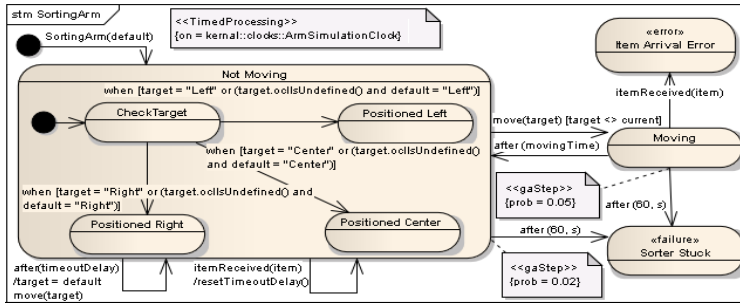 stm SortingArm
SortingArm(default)
<<TimedProcessing>>
{on = kernal::clocks::ArmSimulationClock}
«error»
Item Arrival Error
Not Moving
when [target = "Left" or (target.oclIsUndefined() and default = "Left")]
itemReceived(item)
CheckTarget
Positioned Left
move(target) [target <> current]
Moving
after (movingTime)
when [target = "Center" or (target.oclIsUndefined()
and default = "Center")]
when [target = "Right" or (target.oclIsUndefined() and
default = "Right")]
<<gaStep>>
{prob = 0.05}
after (60, s)
Positioned Right
Positioned Center
after (60, s)
«failure»
Sorter Stuck
after(timeoutDelay)
/target = default
move(target)
itemReceived(item)
/resetTimeoutDelay()
<<gaStep>>
{prob = 0.02}